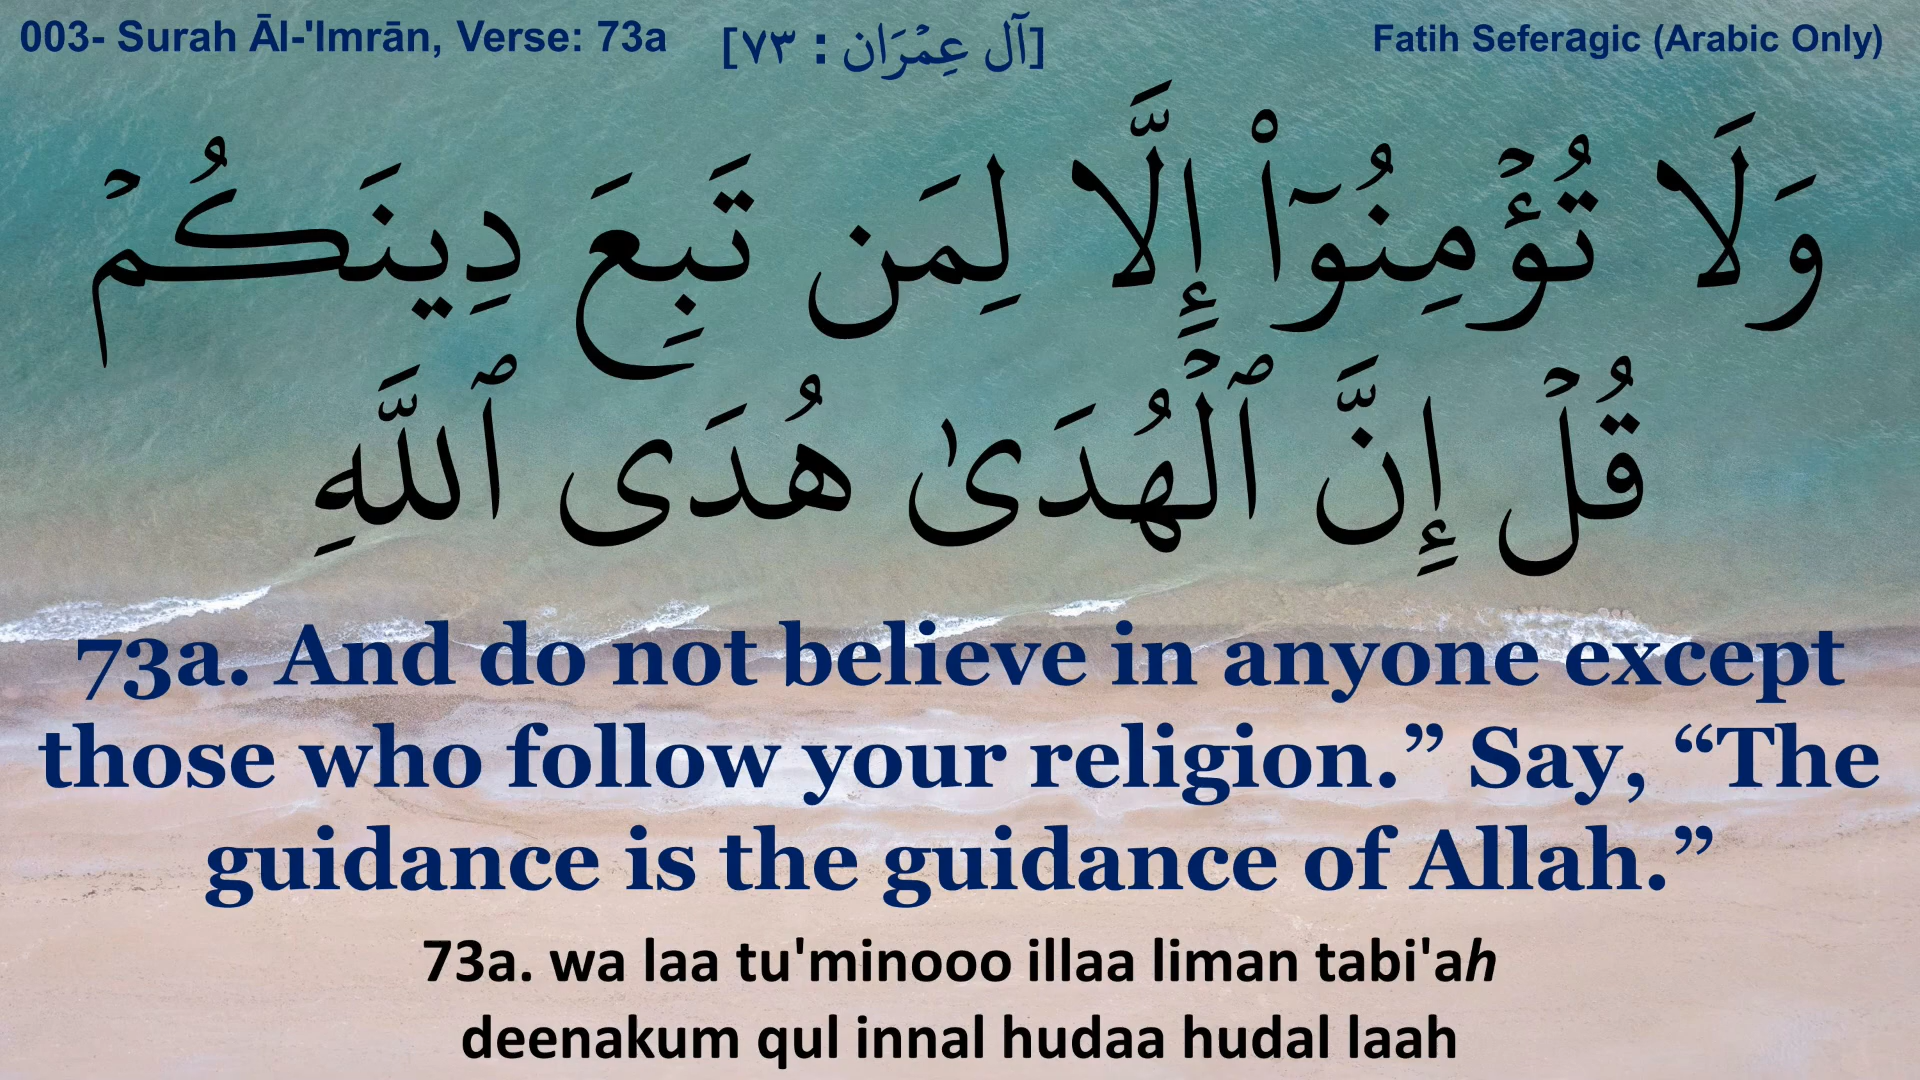 003- Surah Āl-'Imrān, Verse: 73a
[آل عِمۡرَان : ٧٣]
Fatih Seferagic (Arabic Only)
وَلَا تُؤۡمِنُوٓاْ إِلَّا لِمَن تَبِعَ دِينَكُمۡ
قُلۡ إِنَّ ٱلۡهُدَىٰ هُدَى ٱللَّهِ
73a. And do not believe in anyone except
those who follow your religion.” Say, “The
guidance is the guidance of Allah.”
73a. wa laa tu'minooo illaa liman tabi'ah
deenakum qul innal hudaa hudal laah